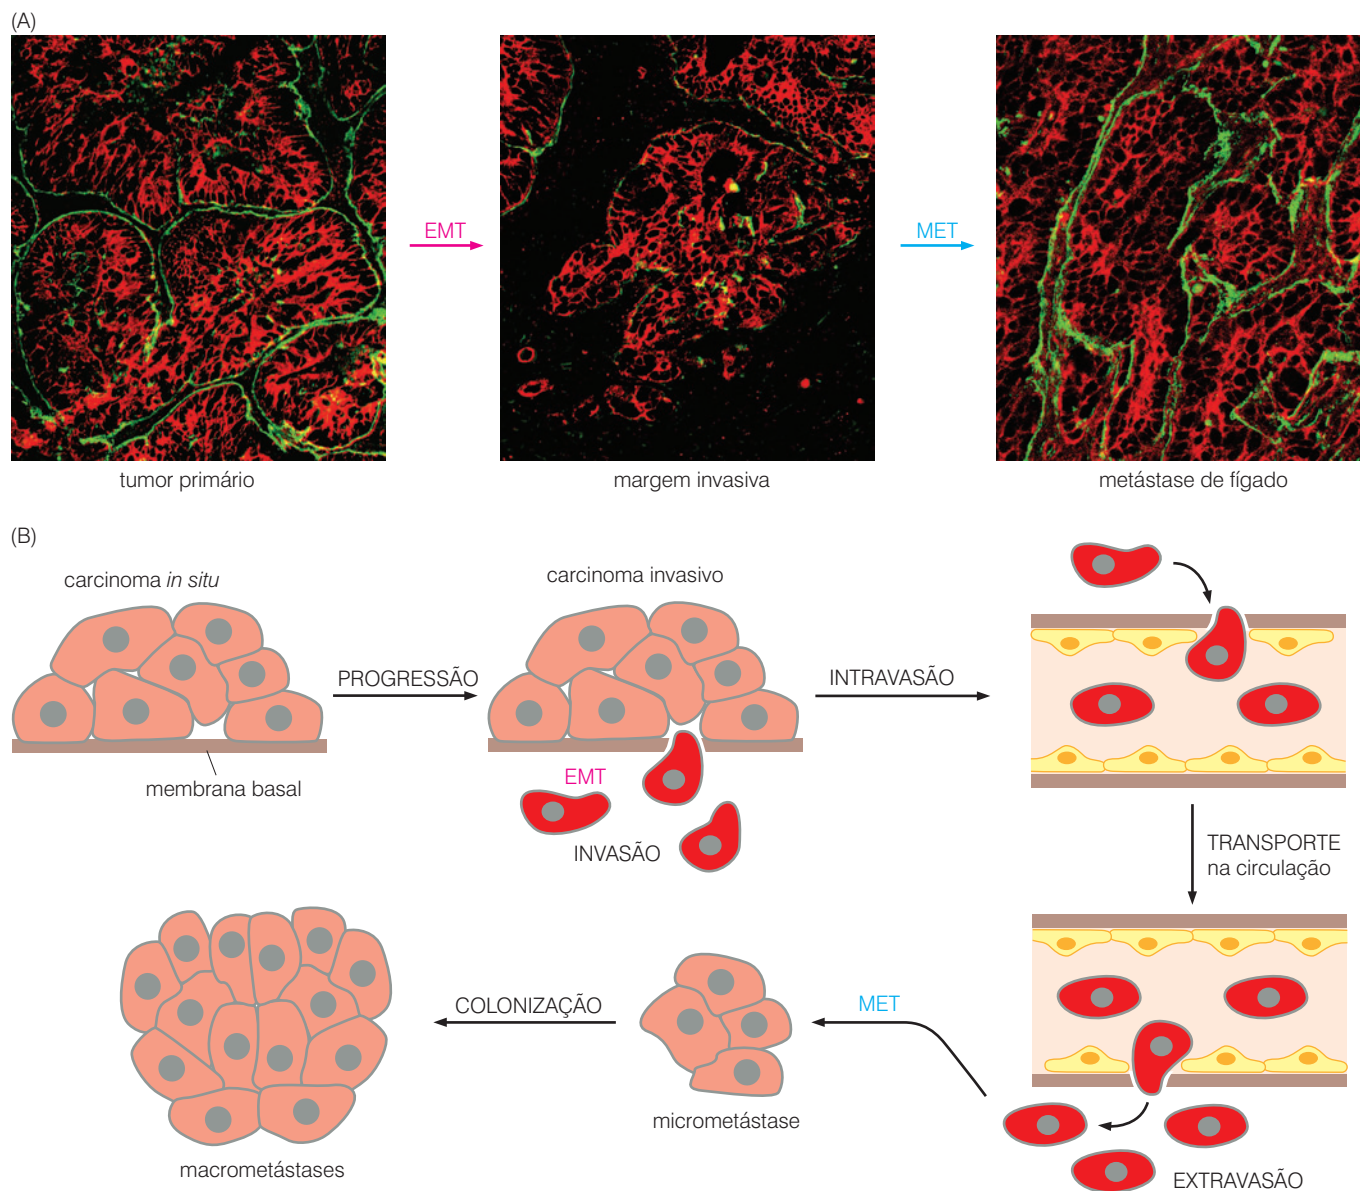 (A)
EMT
MET
tumor primário
margem invasiva
metástase de fígado
(B)
carcinoma in situ
carcinoma invasivo
PROGRESSÃO
INTRAVASÃO
membrana basal
EMT
INVASÃO
TRANSPORTE
na circulação
COLONIZAÇÃO
MET
micrometástase
macrometástases
EXTRAVASÃO